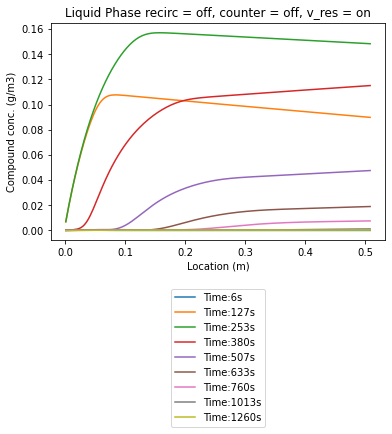 Liquid Phase recirc = off, counter = off, v_res = on
Compound conc. (g/m3)
0.16
0.14
0.12
0.10
0.08
0.06
0.04
0.02
0.00
0.0
0.1
0.2
0.3
0.4
0.5
Location (m)
Time:6s
Time:127s
Time:253s
Time:380s
Time:507s
Time:633s
Time:760s
Time:1013s
Time:1260s